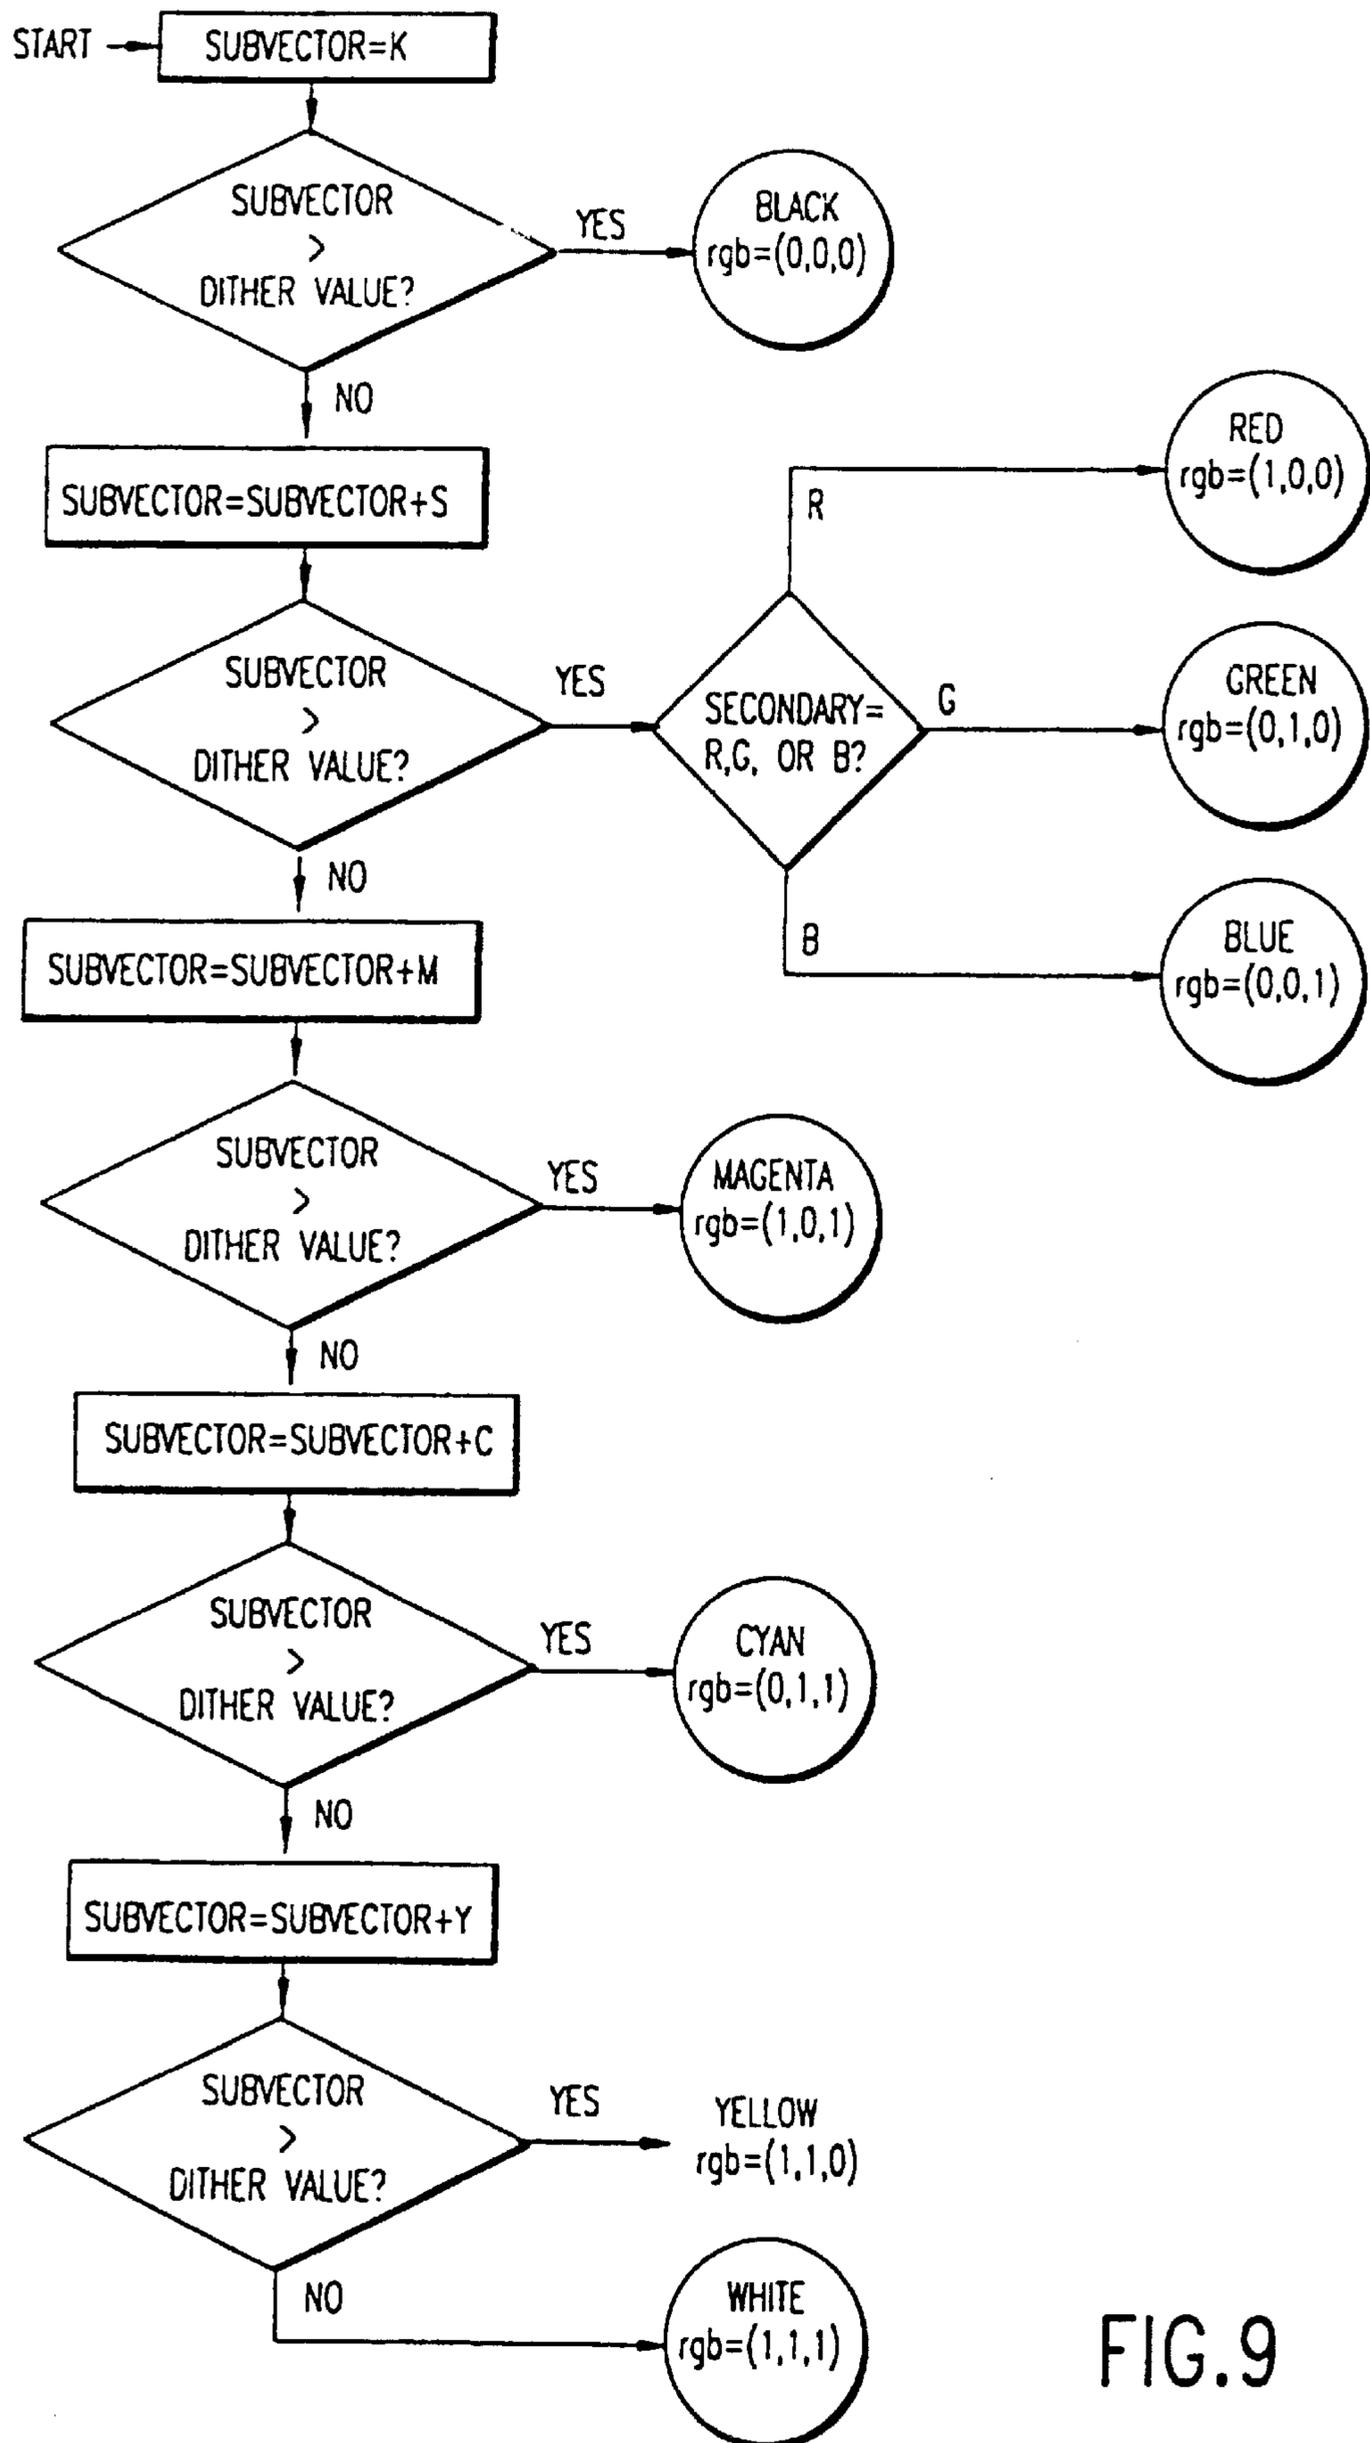 START
SUBVECTOR=K
SUBVECTOR
>
DITHER VALUE?
YES
BLACK
rgb=(0,0,0)
NO
SUBVECTOR=SUBVECTOR+S
SUBVECTOR
>
DITHER VALUE?
YES
SECONDARY=
R,G, OR B?
R
RED
rgb=(1,0,0)
G
GREEN
rgb=(0,1,0)
B
BLUE
rgb=(0,0,1)
NO
SUBVECTOR=SUBVECTOR+M
SUBVECTOR
>
DITHER VALUE?
YES
MAGENTA
rgb=(1,0,1)
NO
SUBVECTOR=SUBVECTOR+C
SUBVECTOR
>
DITHER VALUE?
YES
CYAN
rgb=(0,1,1)
NO
SUBVECTOR=SUBVECTOR+Y
SUBVECTOR
>
DITHER VALUE?
YES
YELLOW
rgb=(1,1,0)
NO
WHITE
rgb=(1,1,1)
FIG.9